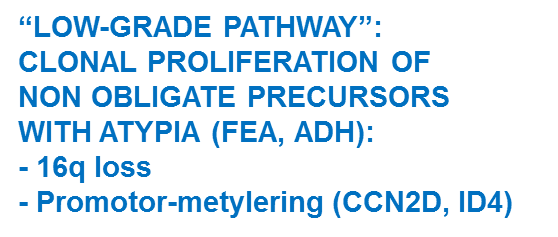 “LOW-GRADE PATHWAY”:
CLONAL PROLIFERATION OF
NON OBLIGATE PRECURSORS
WITH ATYPIA (FEA, ADH):
- 16q loss
- Promotor-metylering (CCN2D, ID4)